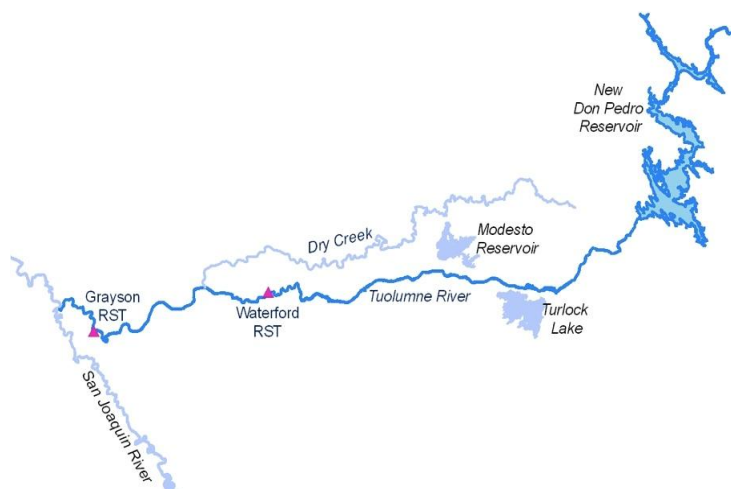 New
Don Pedro
Reservoir
Dry Creek
Modesto
Reservoir
Grayson
RST
Waterford
RST
Tuolumne River
Turlock
Lake
San Joaquin River